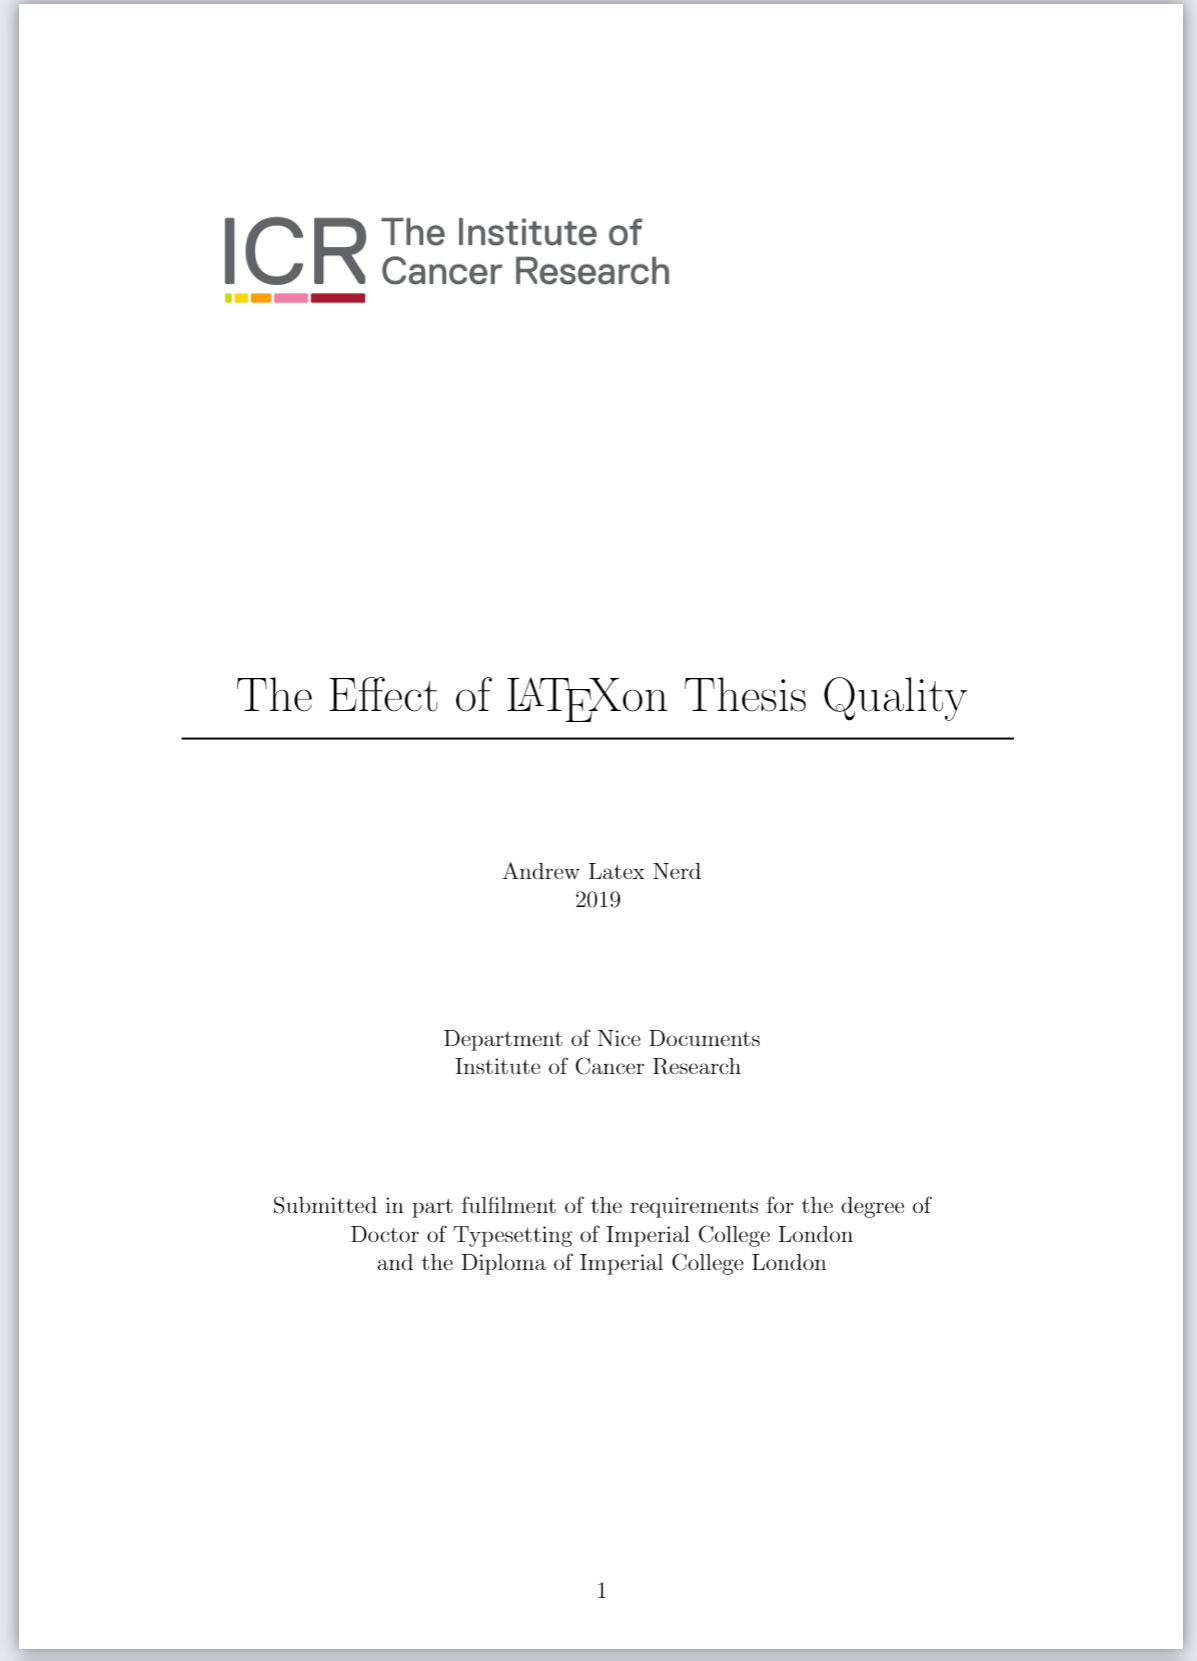 ICR The Institute of
Cancer Research
The Effect of LATEXon Thesis Quality
Andrew Latex Nerd
2019
Department of Nice Documents
Institute of Cancer Research
Submitted in part fulfilment of the requirements for the degree of
Doctor of Typesetting of Imperial College London
and the Diploma of Imperial College London
1